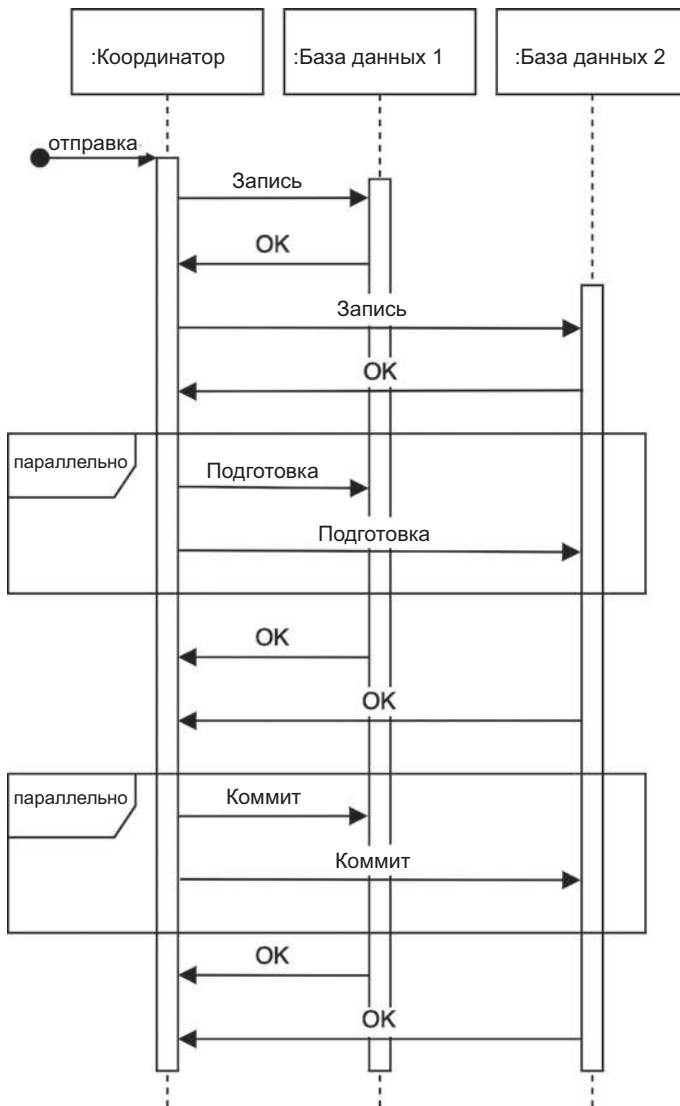 :Координатор
:База данных 1
:База данных 2
отправка
Запись
OK
Запись
OK
параллельно
Подготовка
Подготовка
OK
OK
параллельно
Коммит
Коммит
OK
OK